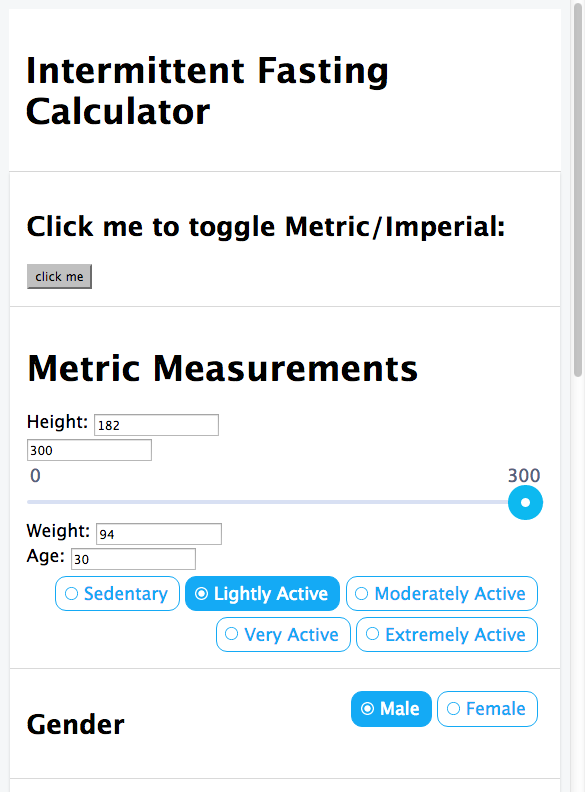 Intermittent Fasting
Calculator
Click me to toggle Metric/Imperial:
click me
Metric Measurements
Height: 182
300
0 300
Weight: 94
Age: 30
Sedentary Lightly Active Moderately Active
Very Active Extremely Active
Gender Male Female